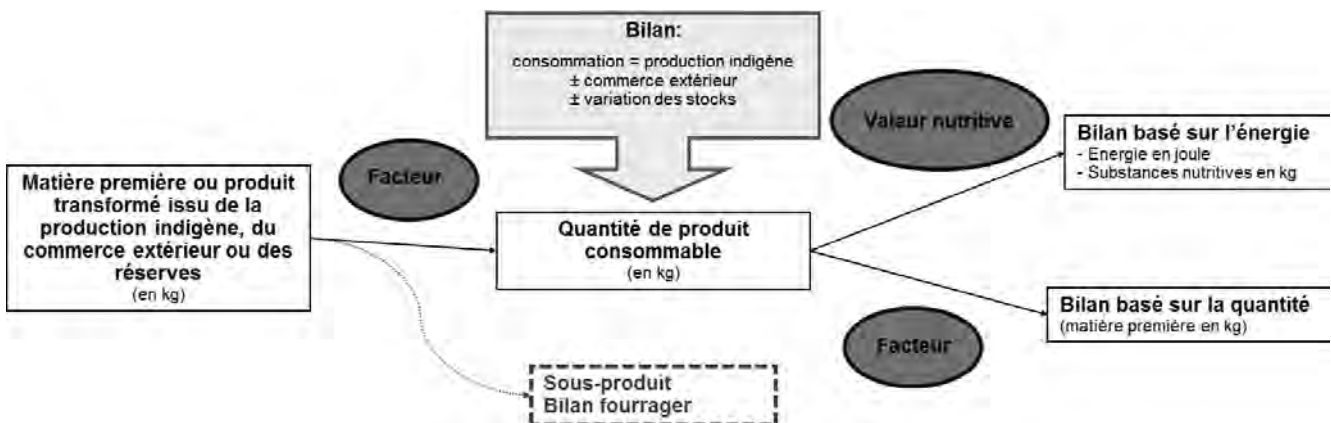 Bilan:
consommation = production indigène
± commerce extérieur
± variation des stocks
Valeur nutritive
Facteur
Matière première ou produit
transformé issu de la
production indigène, du
commerce extérieur ou des
réserves
(en kg)
Quantité de produit
consommable
(en kg)
Bilan basé sur l'énergie
- Energie en joule
- Substances nutritives en kg
Bilan basé sur la quantité
(matière première en kg)
Facteur
Sous-produit
Bilan fourrager